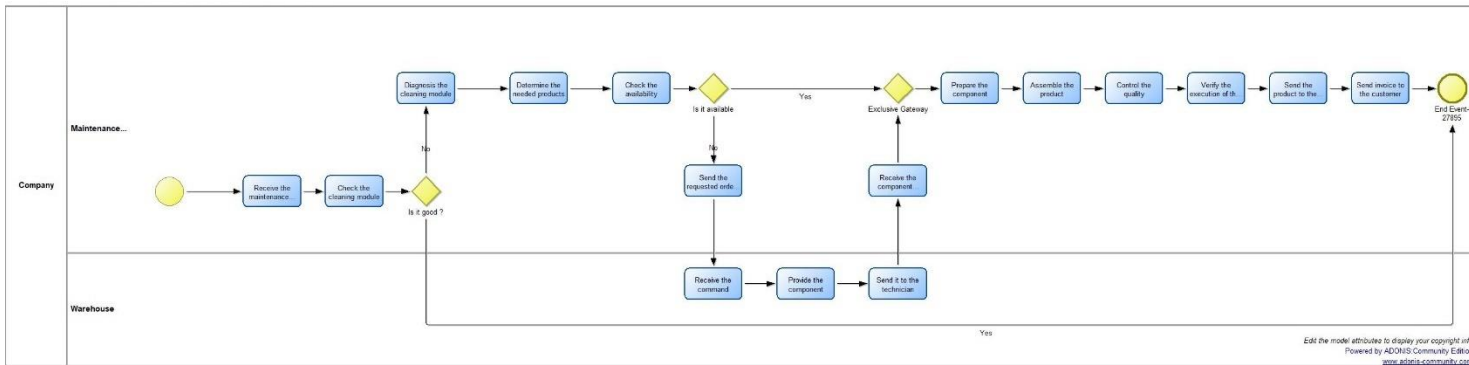 Company
Maintenance...
Warehouse
Receive the
maintenance...
Check the
cleaning module
Is it good ?
No
Yes
Diagnosis the
cleaning module
Determine the
needed products
Check the
availability
Is it available
Yes
No
Send the
requested orde...
Receive the
command
Provide the
component
Send it to the
technician
Receive the
component...
Exclusive Gateway
Prepare the
component
Assemble the
product
Control the
quality
Verify the
execution of th...
Send the
product to the...
Send invoice to
the customer
End Event-
27895
Edit the model attributes to display your copyright inf
Powered by ADONIS:Community Editio
www.adonis-community.com